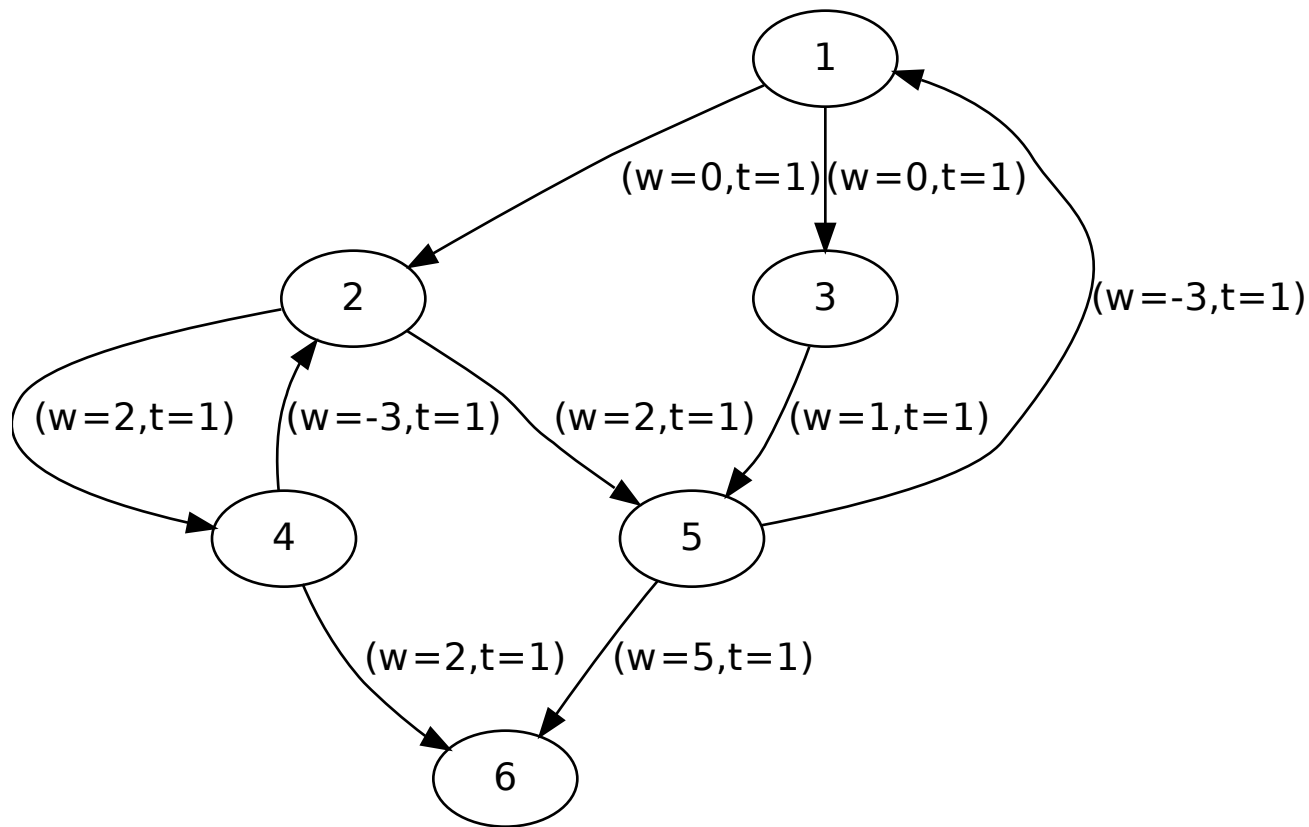 1
(w=0,t=1)
(w=0,t=1)
2
3
(w=-3,t=1)
(w=2,t=1)
(w=-3,t=1)
(w=2,t=1)
(w=1,t=1)
4
5
(w=2,t=1)
(w=5,t=1)
6